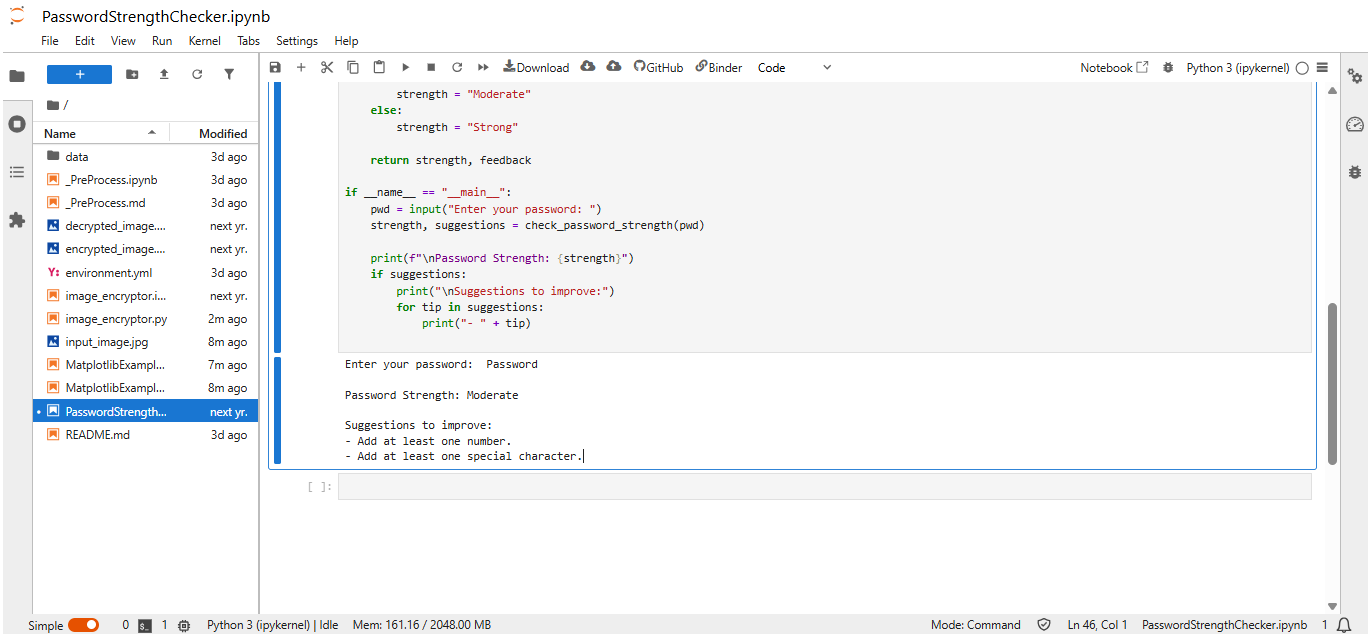 PasswordStrengthChecker.ipynb
File Edit View Run Kernel Tabs Settings Help
+ Download GitHub Binder Code Notebook Python 3 (ipykernel)
/
Name Modified
data 3d ago
_PreProcess.ipynb 3d ago
_PreProcess.md 3d ago
decrypted_image.... next yr.
encrypted_image.... next yr.
Y: environment.yml 3d ago
image_encryptor.i... next yr.
image_encryptor.py 2m ago
input_image.jpg 8m ago
MatplotlibExampl... 7m ago
MatplotlibExampl... 8m ago
PasswordStrength... next yr.
README.md 3d ago
strength = "Moderate"
else:
strength = "Strong"
return strength, feedback
if __name__ == "__main__":
pwd = input("Enter your password: ")
strength, suggestions = check_password_strength(pwd)
print(f"\nPassword Strength: {strength}")
if suggestions:
print("\nSuggestions to improve:")
for tip in suggestions:
print("- " + tip)
Enter your password:  Password
Password Strength: Moderate
Suggestions to improve:
- Add at least one number.
- Add at least one special character.
[ ]:
Simple 0 $_ 1 Python 3 (ipykernel) | Idle Mem: 161.16 / 2048.00 MB Mode: Command Ln 46, Col 1 PasswordStrengthChecker.ipynb 1